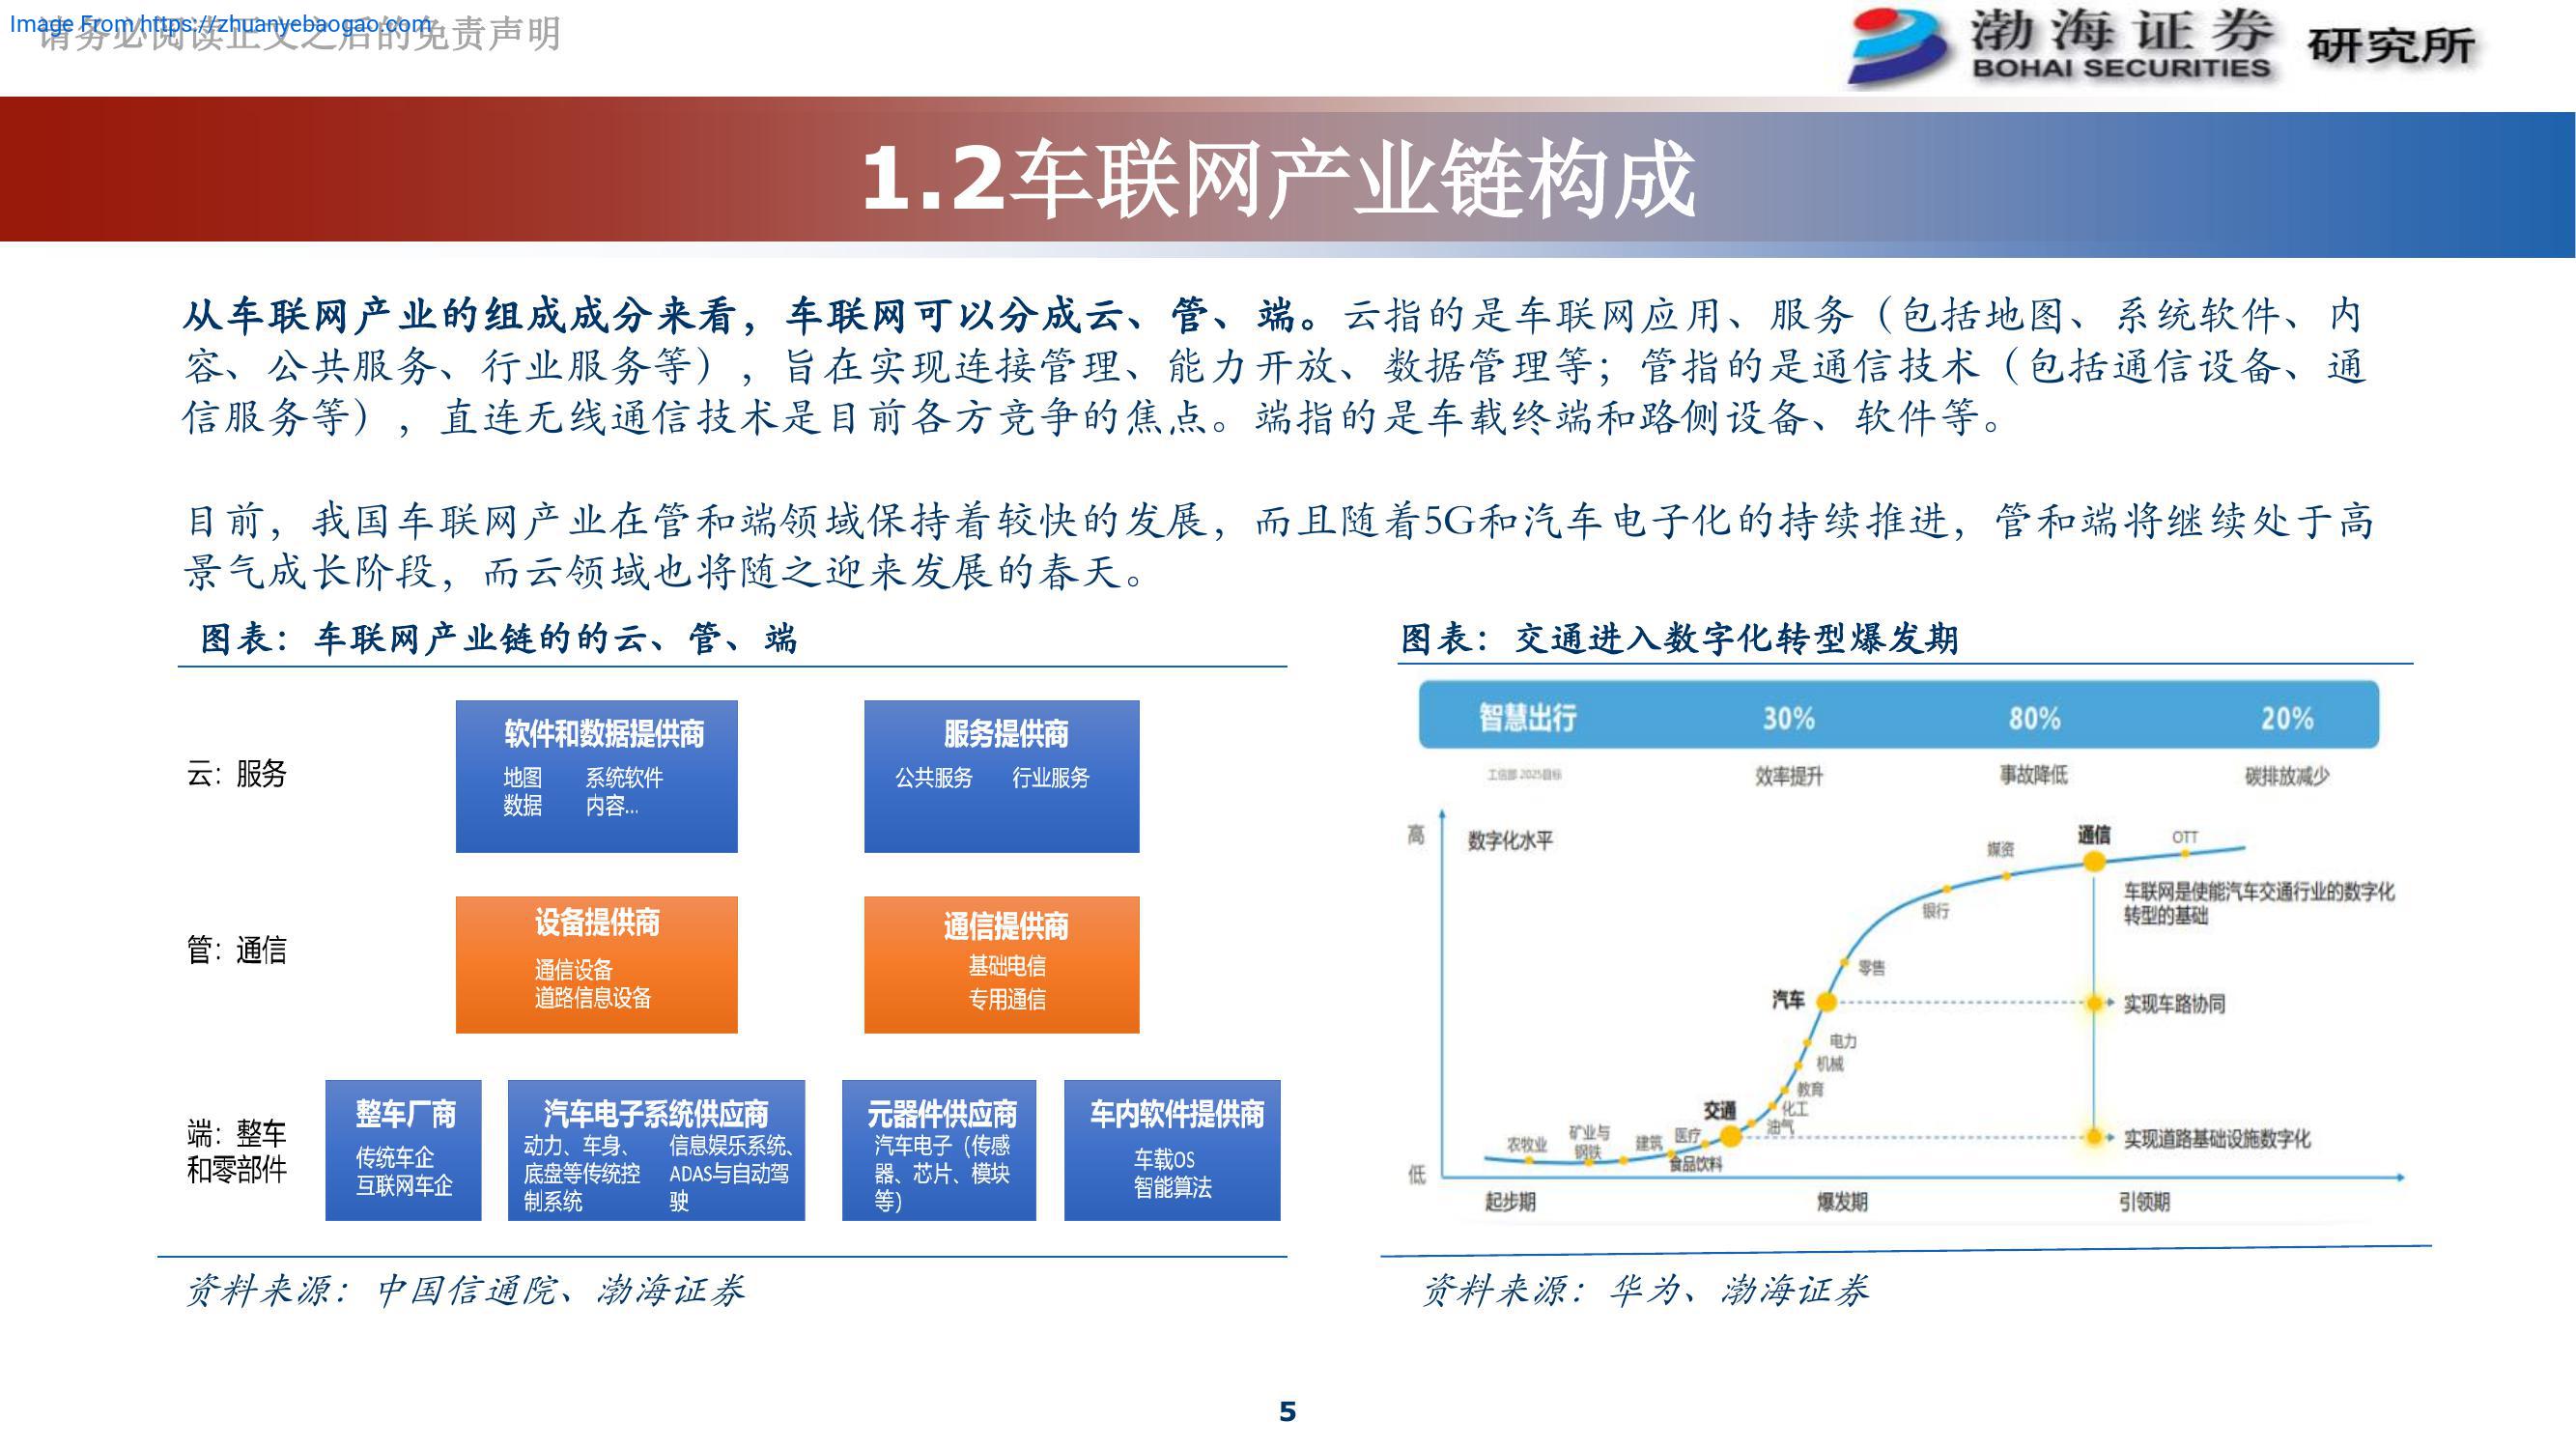 Image From https://zhuanyebaogao.com
请务必阅读正文之后的免责声明
渤海证券 研究所
BOHAI SECURITIES
1.2车联网产业链构成
从车联网产业的组成成分来看，车联网可以分成云、管、端。云指的是车联网应用、服务（包括地图、系统软件、内
容、公共服务、行业服务等），旨在实现连接管理、能力开放、数据管理等；管指的是通信技术（包括通信设备、通
信服务等），直连无线通信技术是目前各方竞争的焦点。端指的是车载终端和路侧设备、软件等。
目前，我国车联网产业在管和端领域保持着较快的发展，而且随着5G和汽车电子化的持续推进，管和端将继续处于高
景气成长阶段，而云领域也将随之迎来发展的春天。
图表：车联网产业链的的云、管、端
云：服务
软件和数据提供商
地图 系统软件
数据 内容...
服务提供商
公共服务 行业服务
管：通信
设备提供商
通信设备
道路信息设备
通信提供商
基础电信
专用通信
端：整车
和零部件
整车厂商
传统车企
互联网车企
汽车电子系统供应商
动力、车身、
底盘等传统控
制系统
信息娱乐系统、
ADAS与自动驾
驶
元器件供应商
汽车电子（传感
器、芯片、模块
等）
车内软件提供商
车载OS
智能算法
资料来源：中国信通院、渤海证券
图表：交通进入数字化转型爆发期
智慧出行 30% 80% 20%
工信部 2025目标 效率提升 事故降低 碳排放减少
高
数字化水平
通信
OTT
媒资
银行
车联网是使能汽车交通行业的数字化
转型的基础
零售
汽车
实现车路协同
电力
机械
教育
化工
交通
油气
农牧业
矿业与
钢铁
建筑
医疗
食品饮料
实现道路基础设施数字化
低
起步期 爆发期 引领期
资料来源：华为、渤海证券
5